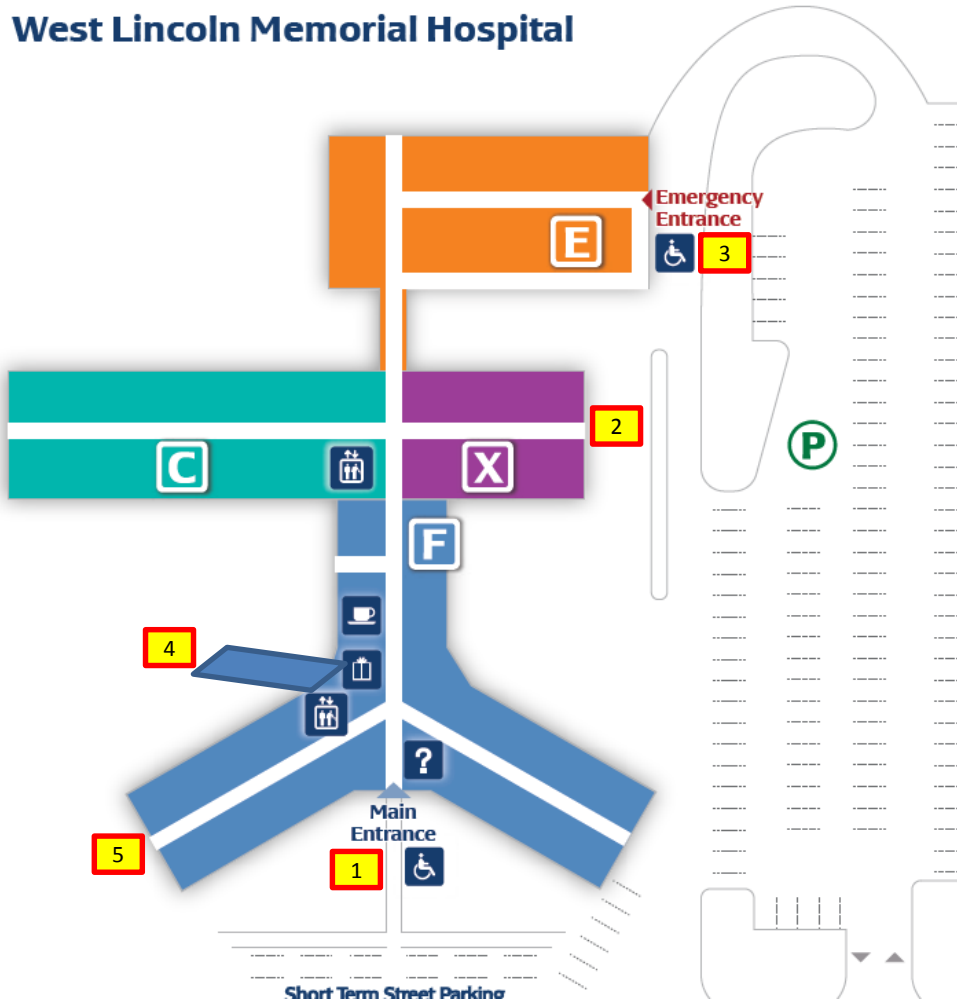 West Lincoln Memorial Hospital
Emergency
Entrance
E
3
2
P
C
X
F
4
?
Main
Entrance
5
1
Short Term Street Parking